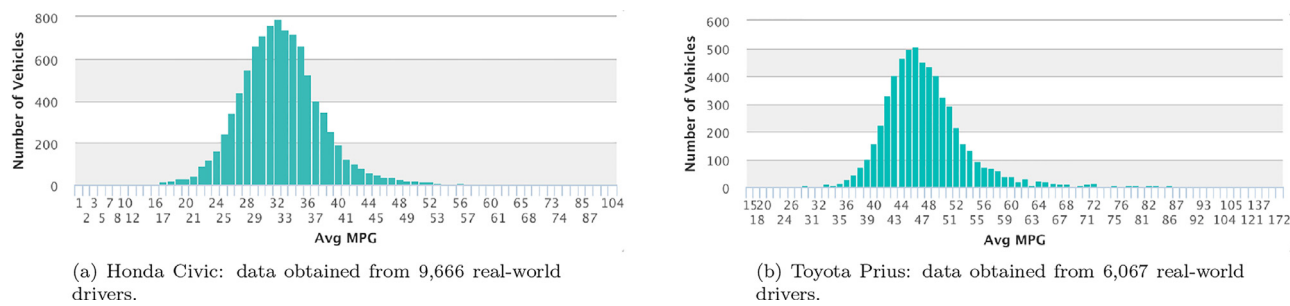 800
600
400
200
0
Number of Vehicles
1 3 7 10 16 20 24 28 32 36 40 44 48 52 56 60 65 73 85 104
2 5 8 12 17 21 25 29 33 37 41 45 49 53 57 61 68 74 87
Avg MPG
(a) Honda Civic: data obtained from 9,666 real-world
drivers.
600
500
400
300
200
100
0
Number of Vehicles
1520 26 31 35 39 43 47 51 55 59 63 67 71 75 81 87 93 105 137
18 24 32 36 40 44 48 52 56 60 64 68 72 76 82 86 92 104 121 172
Avg MPG
(b) Toyota Prius: data obtained from 6,067 real-world
drivers.